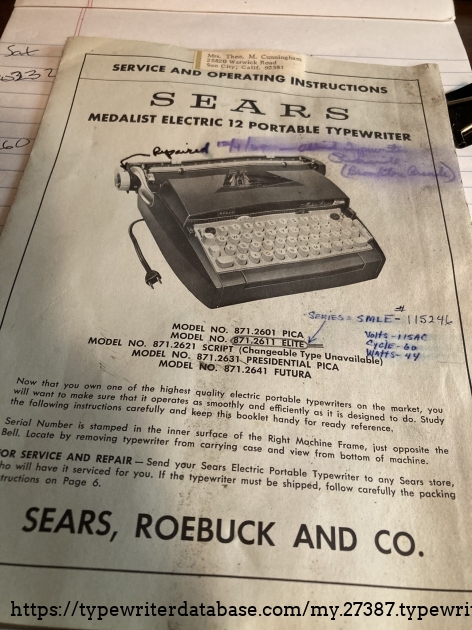 Mrs. Theo. M. Cunningham
Warwick Road
Sun City, Calif. 92381
SERVICE AND OPERATING INSTRUCTIONS
SEARS
MEDALIST ELECTRIC 12 PORTABLE TYPEWRITER
Repaired
SERIES = SMLE - # 115246
MODEL NO. 871.2601 PICA
Volts - 115AC
MODEL NO. 871.2611 ELITE
Cycle - 60
MODEL NO. 871.2621 SCRIPT (Changeable Type Unavailable)
WATTS - 44
MODEL NO. 871.2631 PRESIDENTIAL PICA
MODEL NO. 871.2641 FUTURA
Now that you own one of the highest quality electric portable typewriters on the market, you
will want to make sure that it operates as smoothly and efficiently as it is designed to do. Study
the following instructions carefully and keep this booklet handy for ready reference.
Serial Number is stamped in the inner surface of the Right Machine Frame, just opposite the
Bell. Locate by removing typewriter from carrying case and view from bottom of machine.
FOR SERVICE AND REPAIR — Send your Sears Electric Portable Typewriter to any Sears store,
ho will have it serviced for you. If the typewriter must be shipped, follow carefully the packing
tructions on Page 6.
SEARS, ROEBUCK AND CO.
https://typewriterdatabase.com/my.27387.typewri